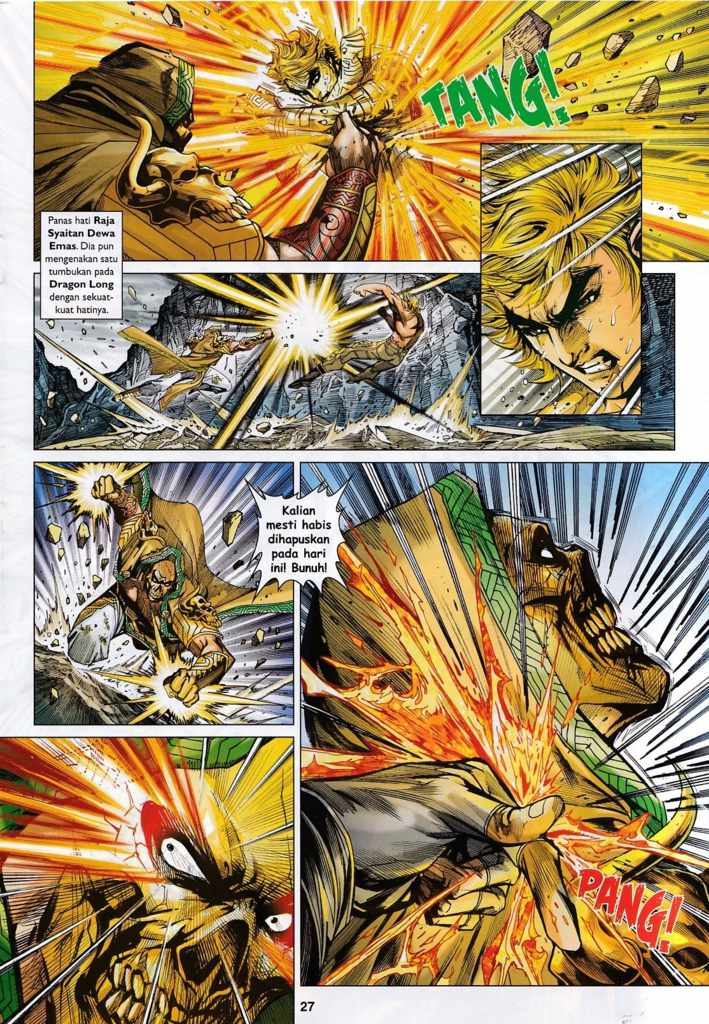 TANG!
Panas hati Raja
Syaitan Dewa
Emas. Dia pun
mengenakan satu
tumbukan pada
Dragon Long
dengan sekuat-
kuat hatinya.
Kalian
mesti habis
dihapuskan
pada hari
ini! Bunuh!
PANG!
27